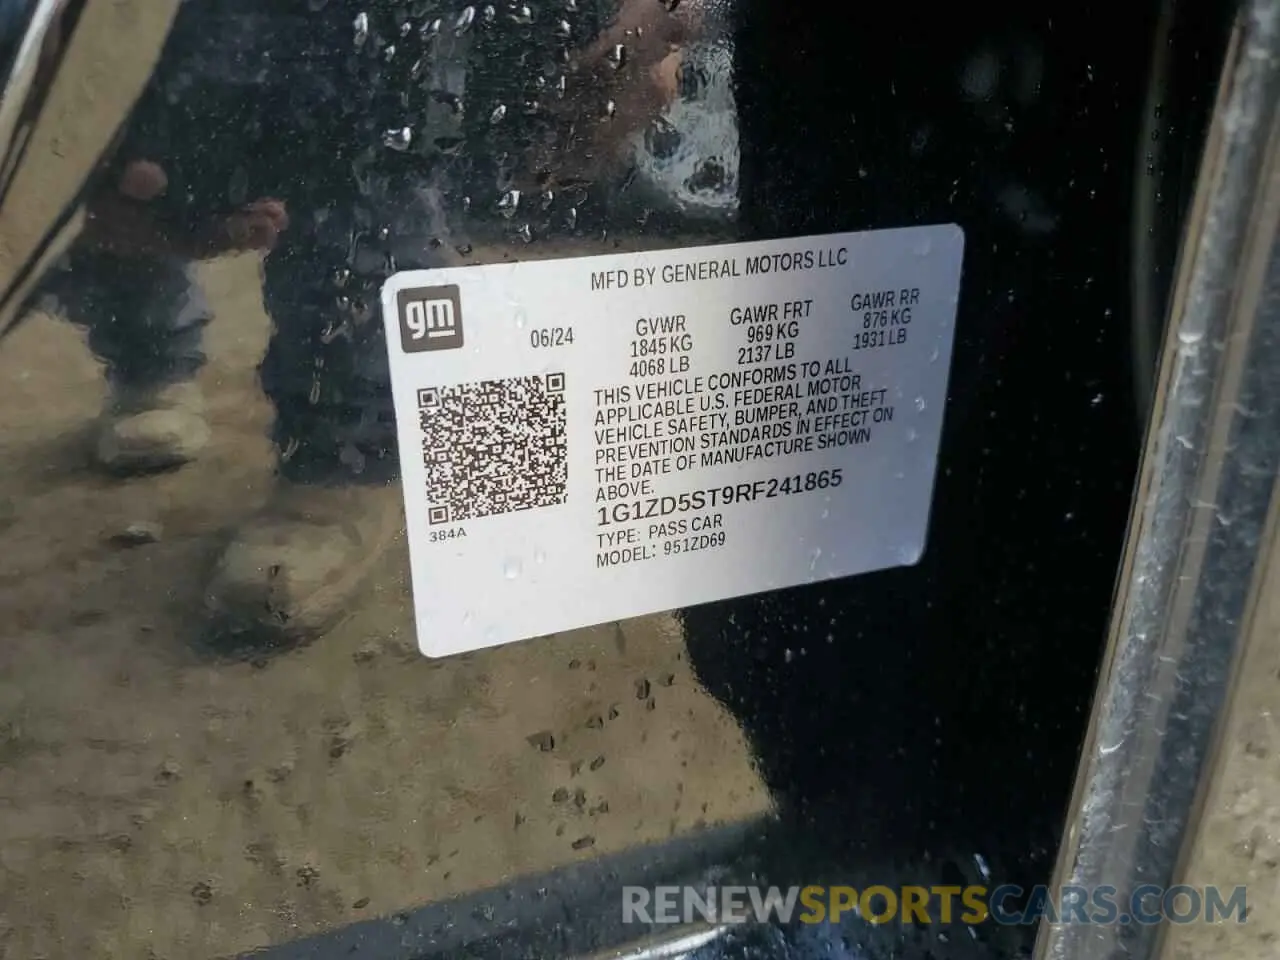 MFD BY GENERAL MOTORS LLC
gm
06/24
GVWR
1845 KG
4068 LB
GAWR FRT
969 KG
2137 LB
GAWR RR
876 KG
1931 LB
THIS VEHICLE CONFORMS TO ALL
APPLICABLE U.S. FEDERAL MOTOR
VEHICLE SAFETY, BUMPER, AND THEFT
PREVENTION STANDARDS IN EFFECT ON
THE DATE OF MANUFACTURE SHOWN
ABOVE.
1G1ZD5ST9RF241865
TYPE: PASS CAR
MODEL: 951ZD69
384A
RENEWSPORTSCARS.COM